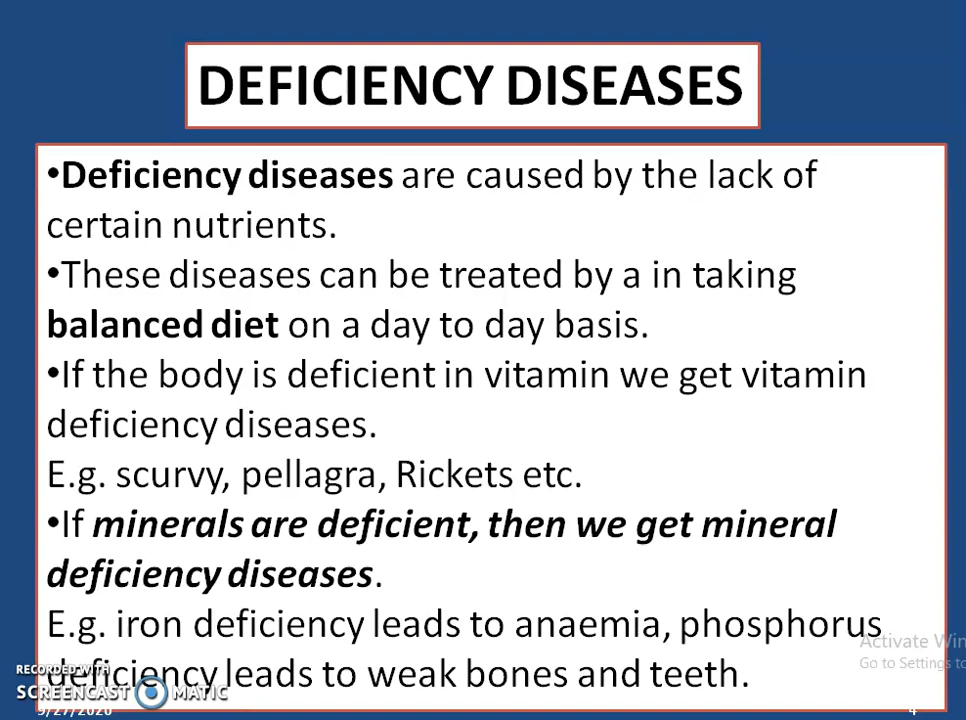 DEFICIENCY DISEASES
•Deficiency diseases are caused by the lack of
certain nutrients.
•These diseases can be treated by a in taking
balanced diet on a day to day basis.
•If the body is deficient in vitamin we get vitamin
deficiency diseases.
E.g. scurvy, pellagra, Rickets etc.
•If minerals are deficient, then we get mineral
deficiency diseases.
E.g. iron deficiency leads to anaemia, phosphorus
deficiency leads to weak bones and teeth.
Activate Win
Go to Settings to
RECORDED WITH
SCREENCAST MATIC
9/27/2020
4